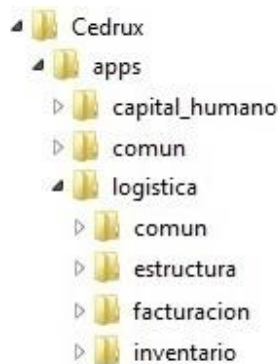 Cedrux
apps
capital_humano
comun
logistica
comun
estructura
facturacion
inventario